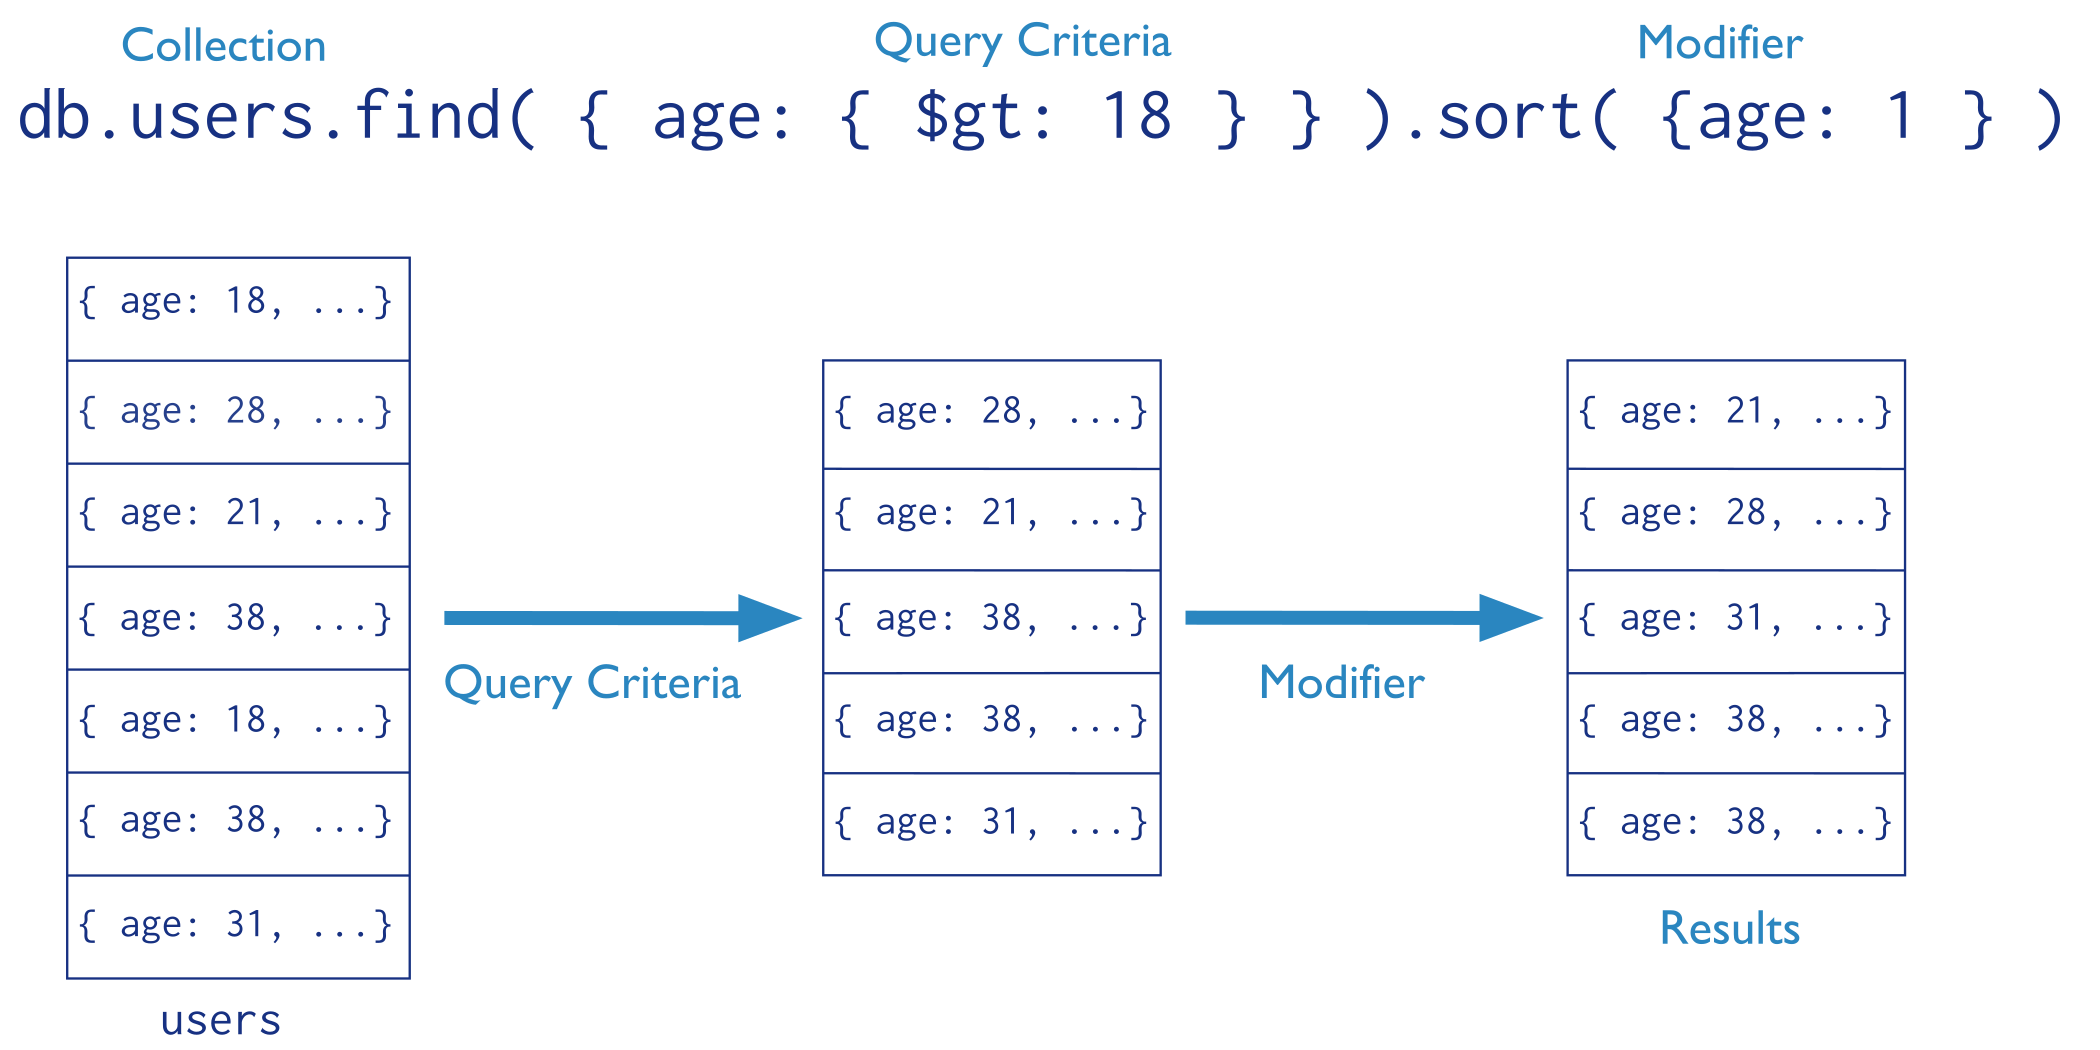 Collection
Query Criteria
Modifier
db.users.find( { age: { $gt: 18 } } ).sort( {age: 1 } )
{ age: 18, ...}
{ age: 28, ...}
{ age: 21, ...}
{ age: 38, ...}
{ age: 18, ...}
{ age: 38, ...}
{ age: 31, ...}
users
Query Criteria
{ age: 28, ...}
{ age: 21, ...}
{ age: 38, ...}
{ age: 38, ...}
{ age: 31, ...}
Modifier
{ age: 21, ...}
{ age: 28, ...}
{ age: 31, ...}
{ age: 38, ...}
{ age: 38, ...}
Results